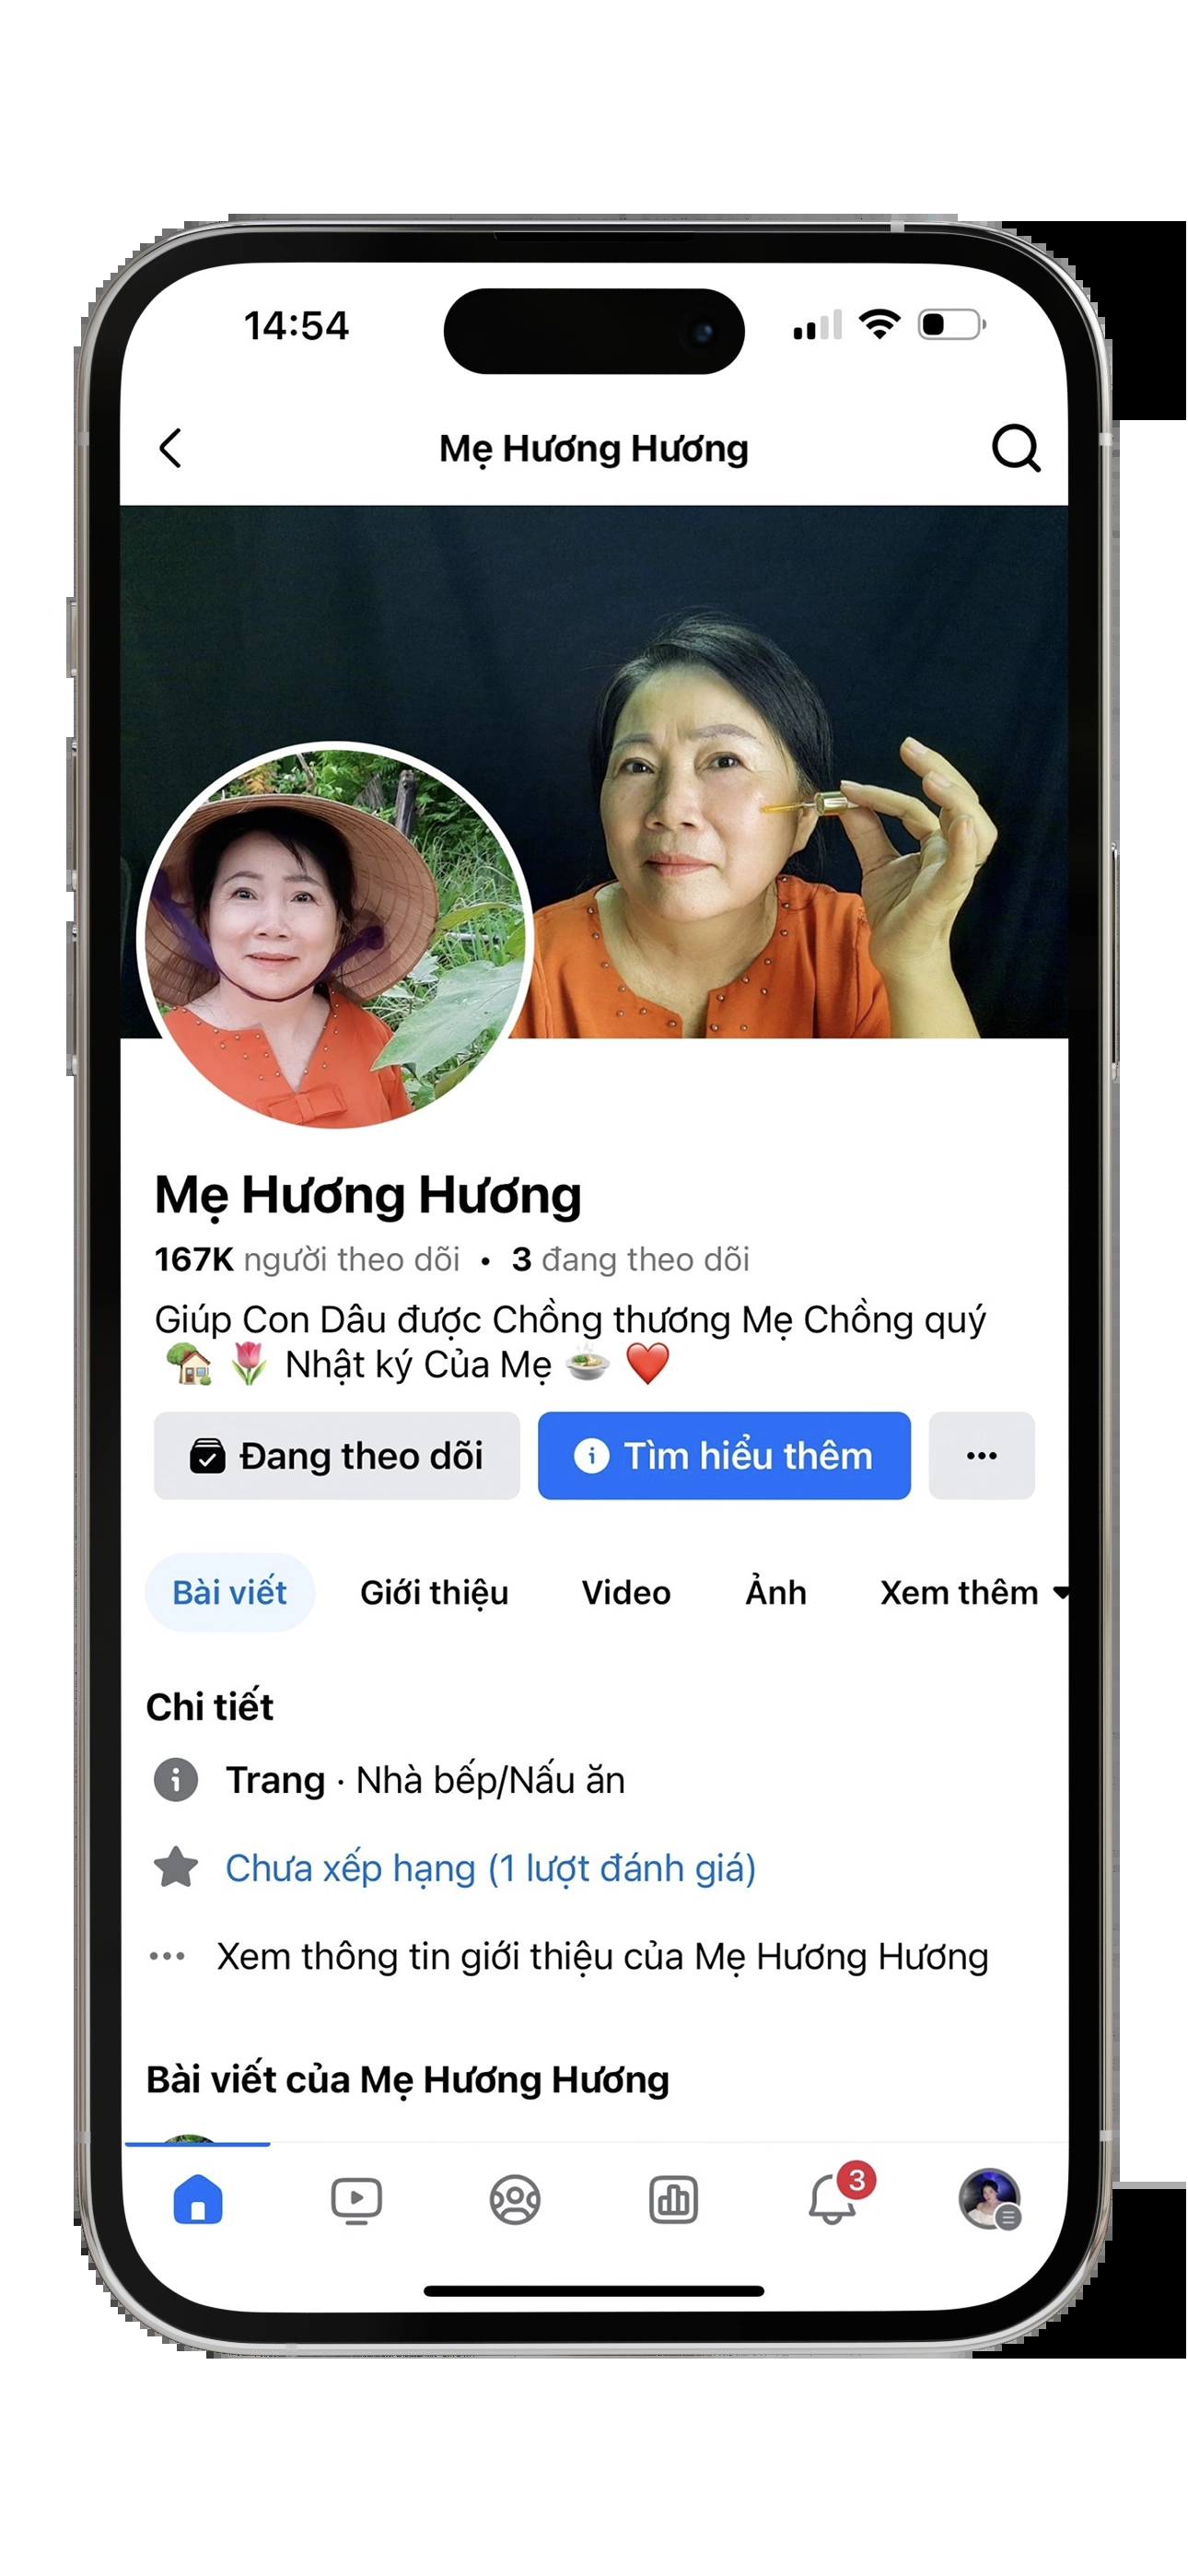 14:54
Mẹ Hương Hương
Mẹ Hương Hương
167K người theo dõi • 3 đang theo dõi
Giúp Con Dâu được Chồng thương Mẹ Chồng quý
🏡 🌷 Nhật ký Của Mẹ 🍲 ❤️
Đang theo dõi
Tìm hiểu thêm
Bài viết
Giới thiệu
Video
Ảnh
Xem thêm
Chi tiết
Trang · Nhà bếp/Nấu ăn
Chưa xếp hạng (1 lượt đánh giá)
Xem thông tin giới thiệu của Mẹ Hương Hương
Bài viết của Mẹ Hương Hương
3